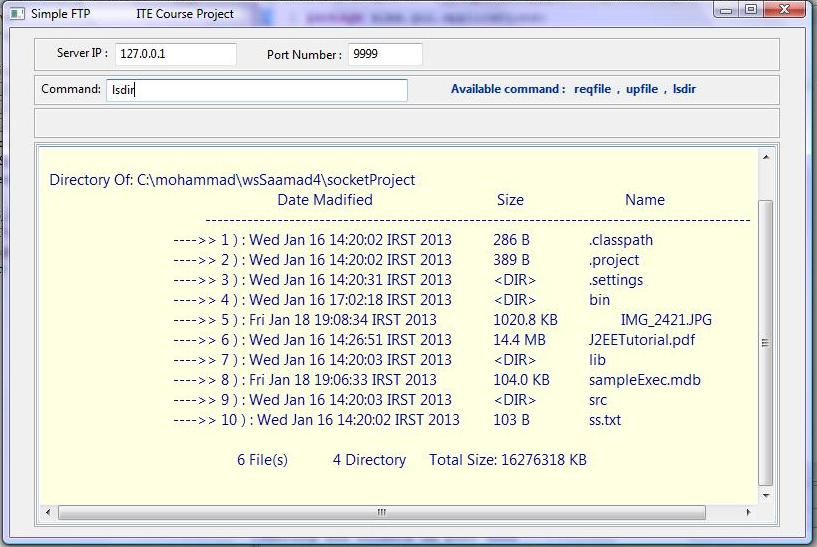 Simple FTP ITE Course Project
Server IP : 127.0.0.1 Port Number : 9999
Command: lsdir Available command : reqfile , upfile , lsdir
Directory Of: C:\mohammad\wsSaamad4\socketProject
Date Madified Size Name
---------------------------------------------------------------------------------------------
---->> 1 ) : Wed Jan 16 14:20:02 IRST 2013 286 B .classpath
---->> 2 ) : Wed Jan 16 14:20:02 IRST 2013 389 B .project
---->> 3 ) : Wed Jan 16 14:20:31 IRST 2013 <DIR> .settings
---->> 4 ) : Wed Jan 16 17:02:18 IRST 2013 <DIR> bin
---->> 5 ) : Fri Jan 18 19:08:34 IRST 2013 1020.8 KB IMG_2421.JPG
---->> 6 ) : Wed Jan 16 14:26:51 IRST 2013 14.4 MB J2EETutorial.pdf
---->> 7 ) : Wed Jan 16 14:20:03 IRST 2013 <DIR> lib
---->> 8 ) : Fri Jan 18 19:06:33 IRST 2013 104.0 KB sampleExec.mdb
---->> 9 ) : Wed Jan 16 14:20:03 IRST 2013 <DIR> src
---->> 10 ) : Wed Jan 16 14:20:02 IRST 2013 103 B ss.txt
6 File(s) 4 Directory Total Size: 16276318 KB